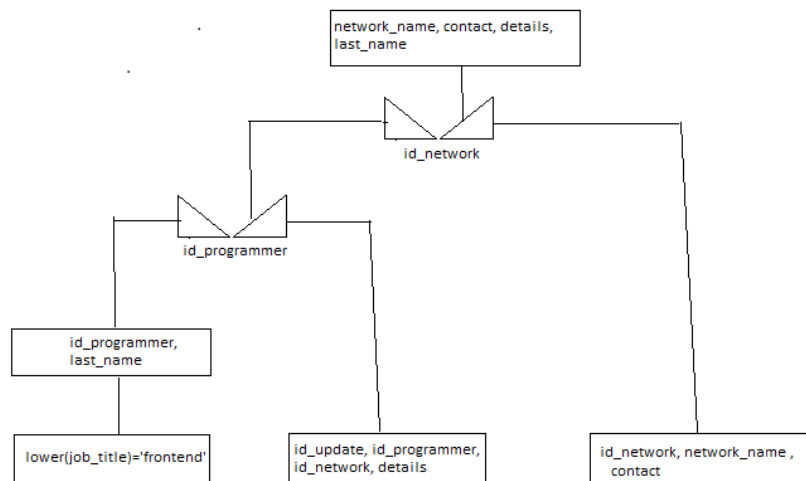 network_name, contact, details,
last_name
id_network
id_programmer
id_programmer,
last_name
lower(job_title)='frontend'
id_update, id_programmer,
id_network, details
id_network, network_name ,
contact